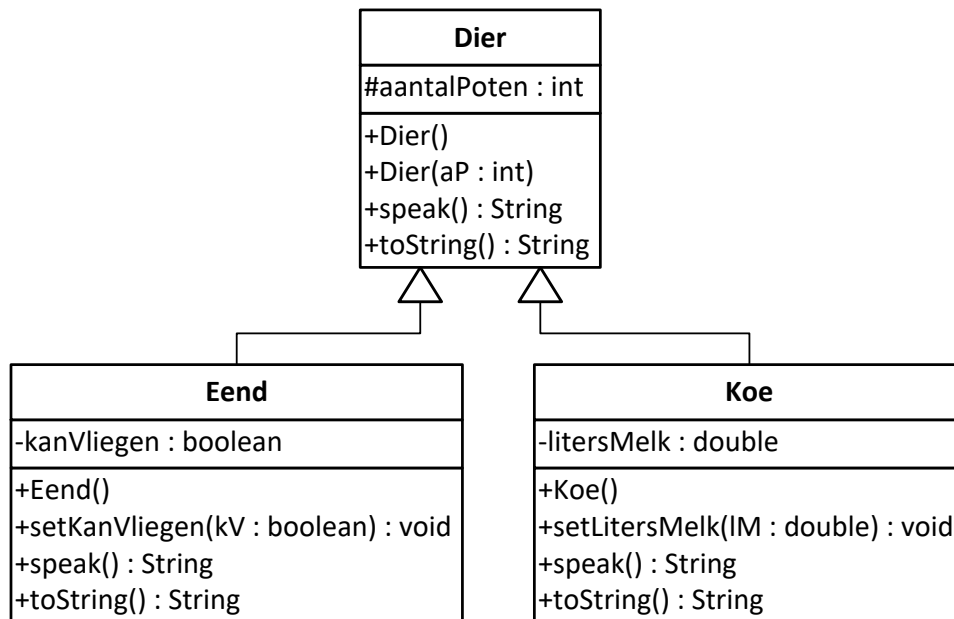 Dier
#aantalPoten : int
+Dier()
+Dier(aP : int)
+speak() : String
+toString() : String
Eend
-kanVliegen : boolean
+Eend()
+setKanVliegen(kV : boolean) : void
+speak() : String
+toString() : String
Koe
-litersMelk : double
+Koe()
+setLitersMelk(lM : double) : void
+speak() : String
+toString() : String